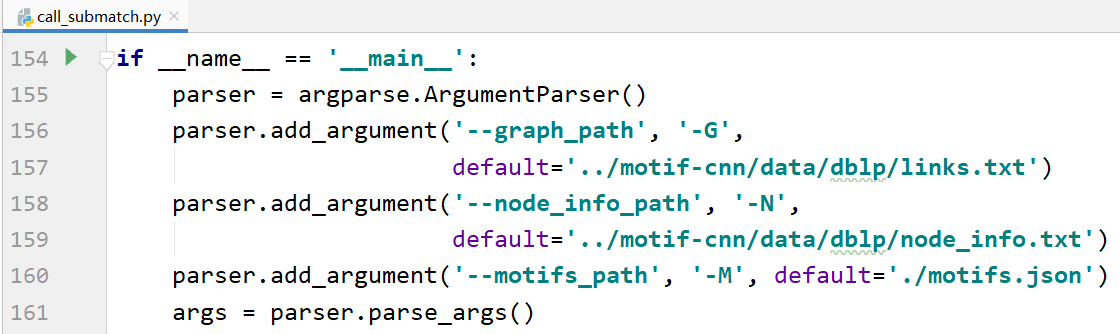 call_submatch.py
154 if __name__ == '__main__':
155     parser = argparse.ArgumentParser()
156     parser.add_argument('--graph_path', '-G',
157                         default='../motif-cnn/data/dblp/links.txt')
158     parser.add_argument('--node_info_path', '-N',
159                         default='../motif-cnn/data/dblp/node_info.txt')
160     parser.add_argument('--motifs_path', '-M', default='./motifs.json')
161     args = parser.parse_args()